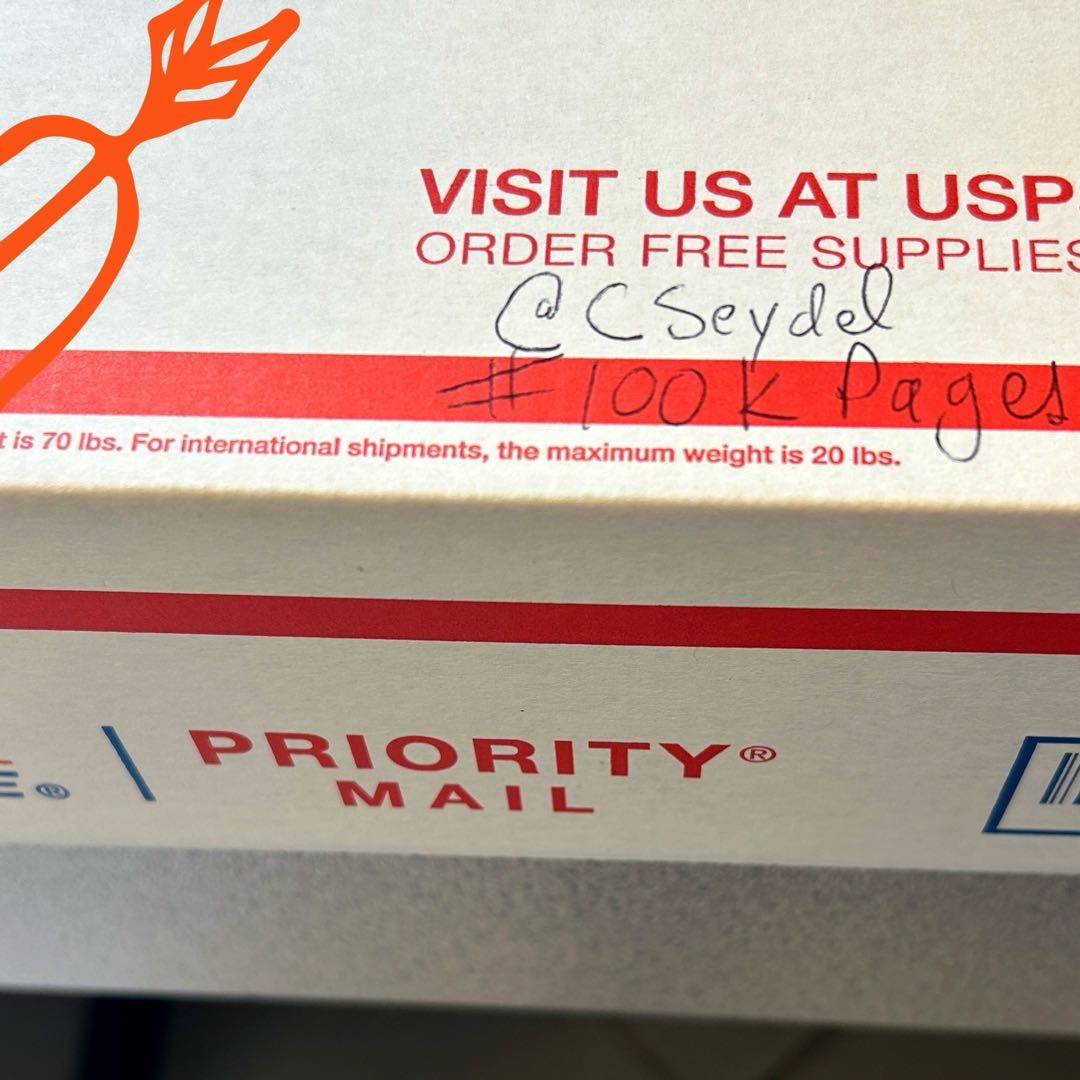 VISIT US AT USP
ORDER FREE SUPPLIES
@CSeydel
#100K Pages
t is 70 lbs. For international shipments, the maximum weight is 20 lbs.
E® | PRIORITY®
MAIL